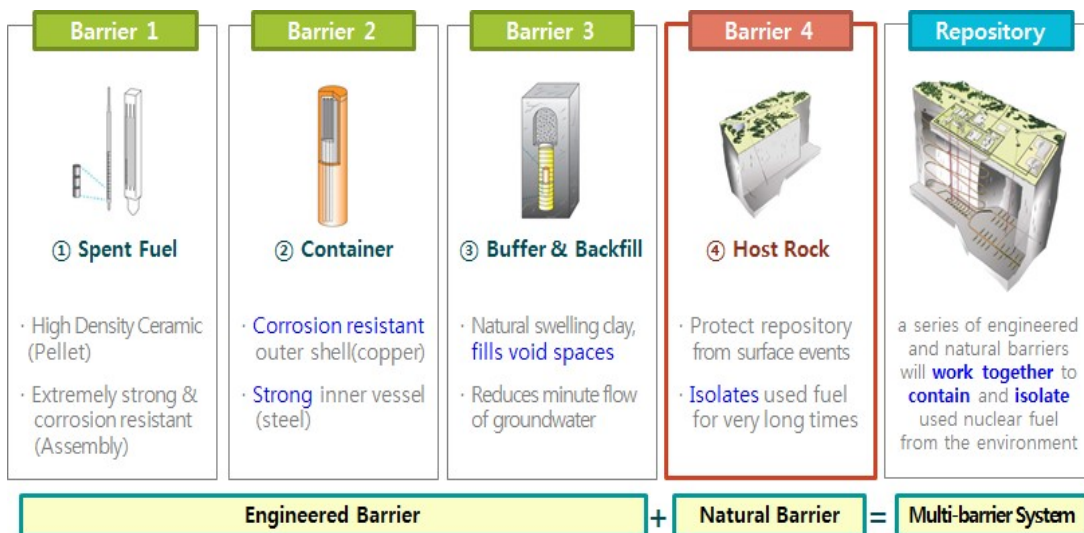 Barrier 1
① Spent Fuel
· High Density Ceramic
(Pellet)
· Extremely strong &
corrosion resistant
(Assembly)
Barrier 2
② Container
· Corrosion resistant
outer shell(copper)
· Strong inner vessel
(steel)
Barrier 3
③ Buffer & Backfill
· Natural swelling clay,
fills void spaces
· Reduces minute flow
of groundwater
Barrier 4
④ Host Rock
· Protect repository
from surface events
· Isolates used fuel
for very long times
Repository
a series of engineered
and natural barriers
will work together to
contain and isolate
used nuclear fuel
from the environment
Engineered Barrier
+
Natural Barrier
=
Multi-barrier System